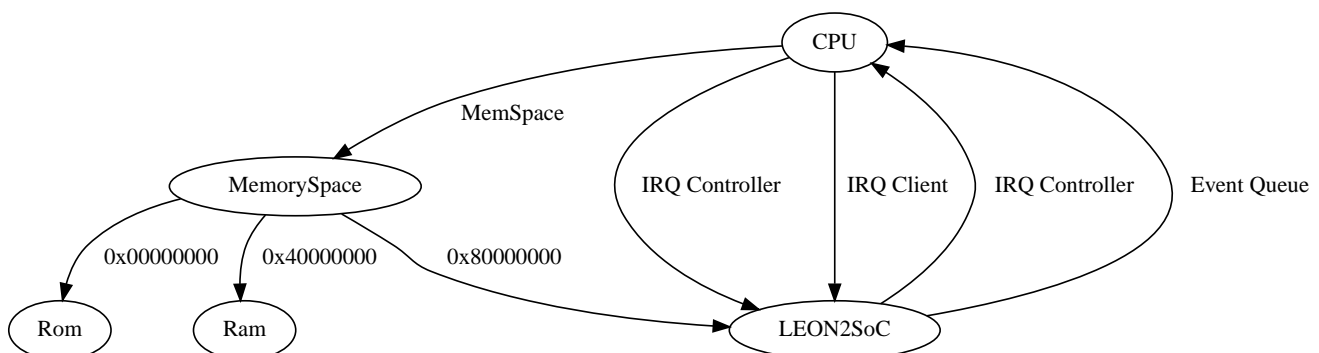 CPU
MemSpace
MemorySpace
IRQ Controller
IRQ Client
IRQ Controller
Event Queue
0x00000000
0x40000000
0x80000000
Rom
Ram
LEON2SoC